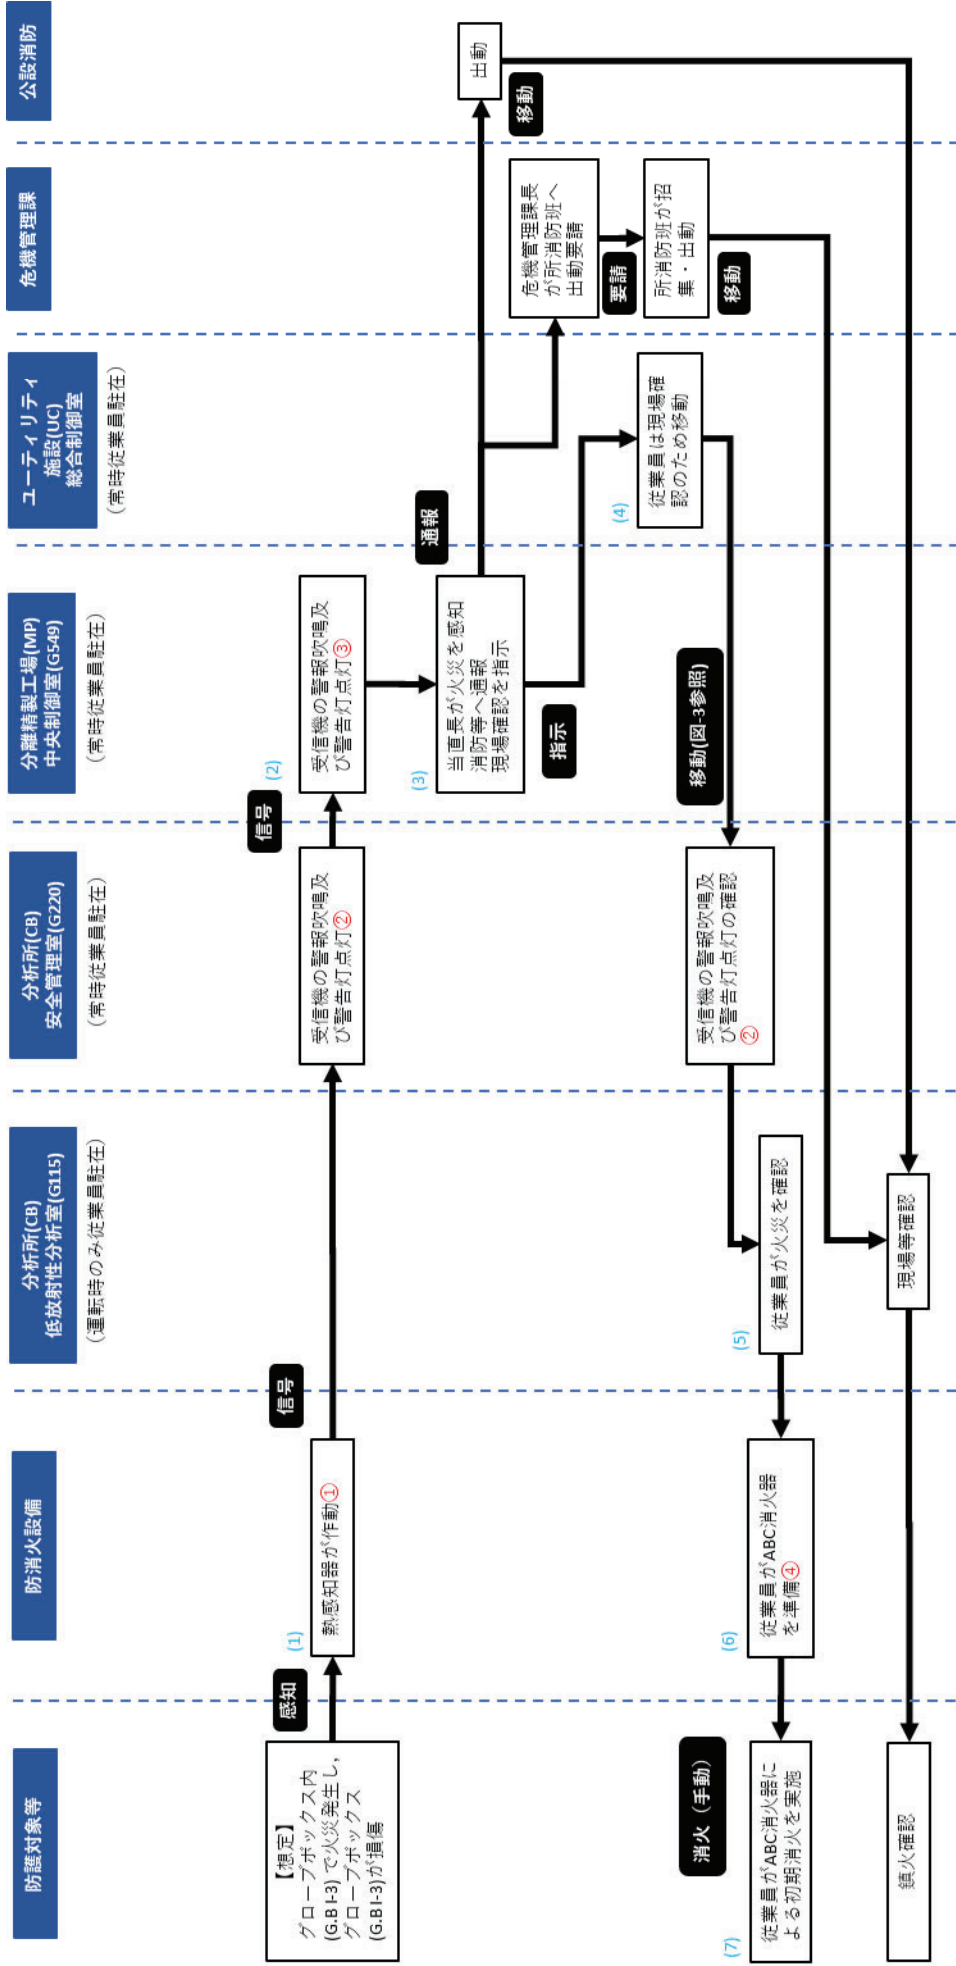 防護対象等
防消火設備
分析所(CB)
低放射性分析室(G115)
(運転時のみ従業員駐在)
分析所(CB)
安全管理室(G220)
(常時従業員駐在)
分離精製工場(MP)
中央制御室(G549)
(常時従業員駐在)
ユーティリティ
施設(UC)
総合制御室
(常時従業員駐在)
危機管理課
公設消防
【想定】
グローブボックス内
(G.B I-3) で火災発生し,
グローブボックス
(G.B I-3)が損傷
感知
(1)
熱感知器が作動①
信号
受信機の警報吹鳴及
び警告灯点灯②
信号
(2)
受信機の警報吹鳴及
び警告灯点灯③
(3)
当直長が火災を感知
消防等へ通報
現場確認を指示
通報
指示
出動
移動
危機管理課長
が所消防班へ
出動要請
要請
所消防班が招
集・出動
移動
(4)
従業員は現場確
認のため移動
移動(図-3参照)
受信機の警報吹鳴及
び警告灯点灯の確認
②
(5)
従業員が火災を確認
(6)
従業員がABC消火器
を準備④
消火(手動)
(7)
従業員がABC消火器に
よる初期消火を実施
現場等確認
鎮火確認